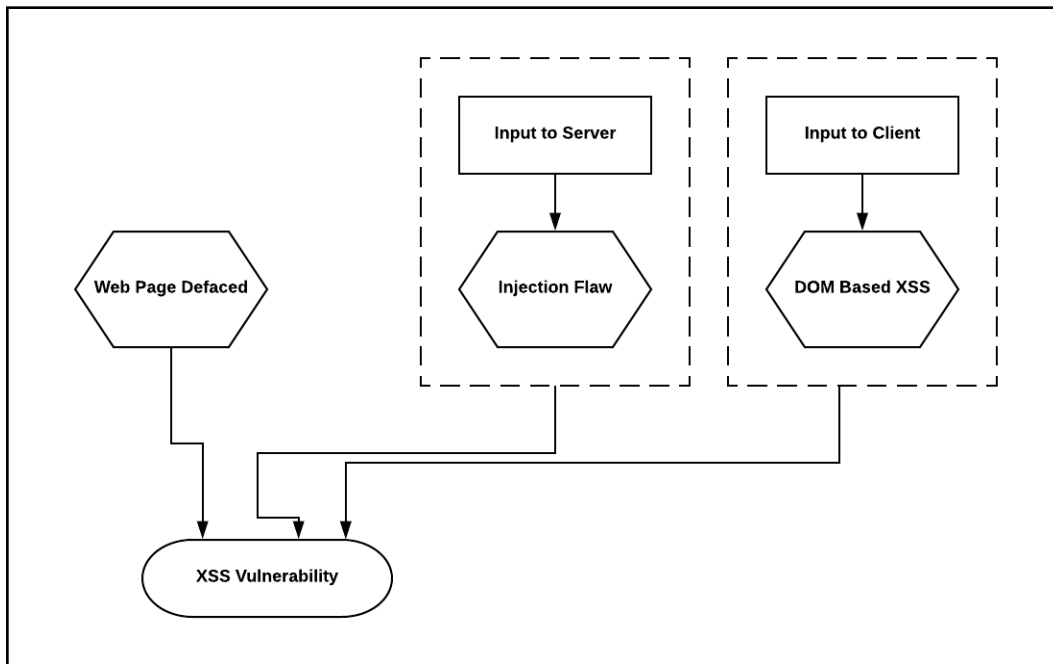 Input to Server
Input to Client
Web Page Defaced
Injection Flaw
DOM Based XSS
XSS Vulnerability